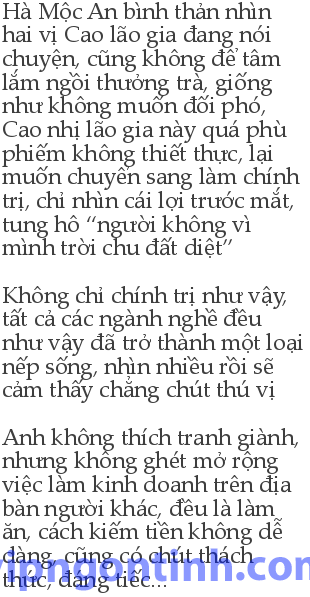 Hà Mộc An bình thản nhìn
hai vị Cao lão gia đang nói
chuyện, cũng không để tâm
lắm ngồi thưởng trà, giống
như không muốn đối phó,
Cao nhị lão gia này quá phù
phiếm không thiết thực, lại
muốn chuyển sang làm chính
trị, chỉ nhìn cái lợi trước mắt,
tung hô “người không vì
mình trời chu đất diệt”
Không chỉ chính trị như vậy,
tất cả các ngành nghề đều
như vậy đã trở thành một loại
nếp sống, nhìn nhiều rồi sẽ
cảm thấy chẳng chút thú vị
Anh không thích tranh giành,
nhưng không ghét mở rộng
việc làm kinh doanh trên địa
bàn người khác, đều là làm
ăn, cách kiếm tiền không dễ
dàng, cũng có chút thách
thức, đáng tiếc...
vipngontinh.com